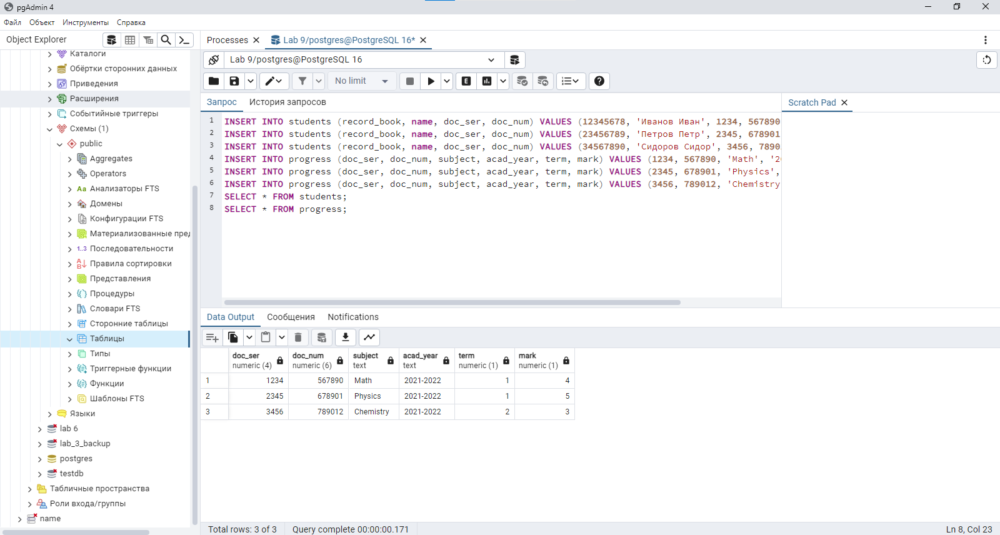 pgAdmin 4
Файл Объект Инструменты Справка
Object Explorer
Каталоги
Обёртки сторонних данных
Приведения
Расширения
Событийные триггеры
Схемы (1)
public
Aggregates
Operators
Aa Анализаторы FTS
Домены
Конфигурации FTS
Материализованные пред
1..3 Последовательности
Правила сортировки
Представления
Процедуры
Словари FTS
Сторонние таблицы
Таблицы
Типы
Триггерные функции
Функции
Шаблоны FTS
Языки
lab 6
lab_3_backup
postgres
testdb
Табличные пространства
Роли входа/группы
name
Processes Lab 9/postgres@PostgreSQL 16*
Lab 9/postgres@PostgreSQL 16
No limit
Запрос История запросов
Scratch Pad
1 INSERT INTO students (record_book, name, doc_ser, doc_num) VALUES (12345678, 'Иванов Иван', 1234, 567890
2 INSERT INTO students (record_book, name, doc_ser, doc_num) VALUES (23456789, 'Петров Петр', 2345, 678901
3 INSERT INTO students (record_book, name, doc_ser, doc_num) VALUES (34567890, 'Сидоров Сидор', 3456, 7890
4 INSERT INTO progress (doc_ser, doc_num, subject, acad_year, term, mark) VALUES (1234, 567890, 'Math', '20
5 INSERT INTO progress (doc_ser, doc_num, subject, acad_year, term, mark) VALUES (2345, 678901, 'Physics',
6 INSERT INTO progress (doc_ser, doc_num, subject, acad_year, term, mark) VALUES (3456, 789012, 'Chemistry
7 SELECT * FROM students;
8 SELECT * FROM progress;
Data Output Сообщения Notifications
doc_ser doc_num subject acad_year term mark
numeric (4) numeric (6) text text numeric (1) numeric (1)
1 1234 567890 Math 2021-2022 1 4
2 2345 678901 Physics 2021-2022 1 5
3 3456 789012 Chemistry 2021-2022 2 3
Total rows: 3 of 3 Query complete 00:00:00.171 Ln 8, Col 23